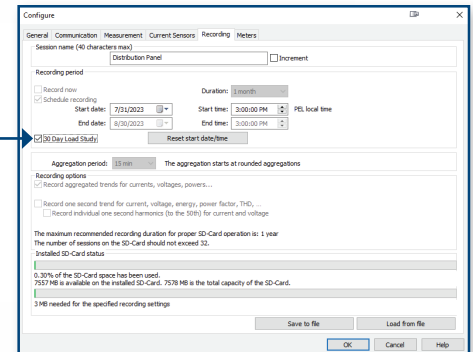 Configure
General Communication Measurement Current Sensors Recording Meters
Session name (40 characters max)
Distribution Panel Increment
Recording period
Record now Duration: 1 month
Schedule recording
Start date: 7/31/2023 Start time: 3:00:00 PM PEL local time
End date: 8/30/2023 End time: 3:00:00 PM
30 Day Load Study Reset start date/time
Aggregation period: 15 min The aggregation starts at rounded aggregations
Recording options
Record aggregated trends for currents, voltages, powers...
Record one second trend for current, voltage, energy, power factor, THD, ...
Record individual one second harmonics (to the 50th) for current end voltage
The maximum recommended recording duration for proper SD-Card operation is: 1 year
The number of sessions on the SD-Card should not exceed 32.
Installed SD-Card status
0.30% of the SD-Card space has been used.
7557 MB is available on the installed SD-Card. 7578 MB is the total capacity of the SD-Card.
3 MB needed for the specified recording settings
Save to file Load from file
OK Cancel Help